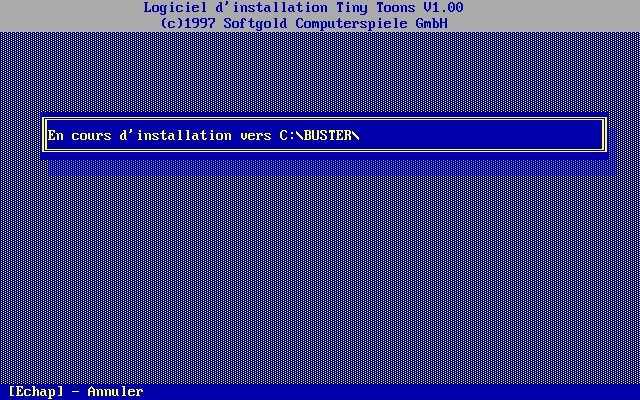 Logiciel d'installation Tiny Toons V1.00
(c)1997 Softgold Computerspiele GmbH
En cours d'installation vers C:\BUSTER\
[Echap] - Annuler